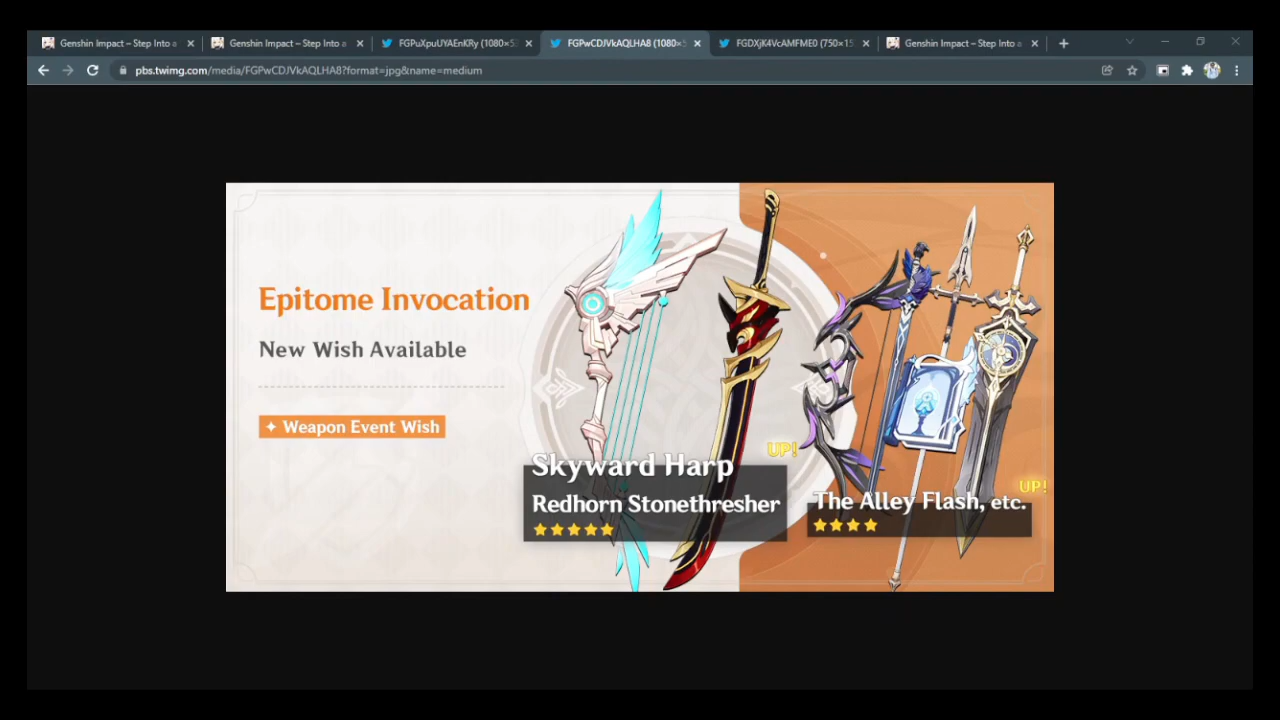 Genshin Impact – Step Into a
Genshin Impact – Step Into a
FGPuXpuUYAEnKRy (1080×5
FGPwCDJVkAQLHA8 (1080×5
FGDXjK4VcAMFME0 (750×15
Genshin Impact – Step Into a
pbs.twimg.com/media/FGPwCDJVkAQLHA8?format=jpg&name=medium
Epitome Invocation
New Wish Available
Weapon Event Wish
UP!
Skyward Harp
Redhorn Stonethresher
UP!
The Alley Flash, etc.